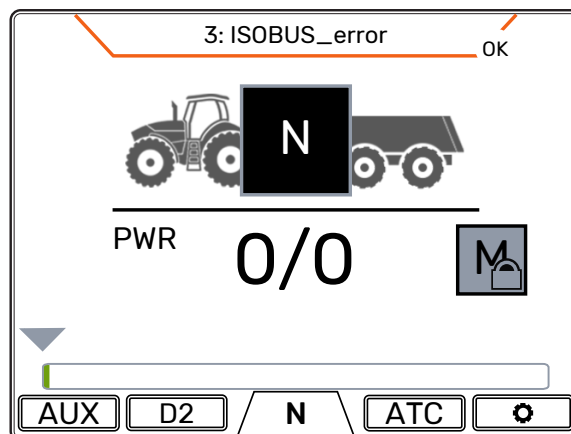 3: ISOBUS_error
OK
N
PWR
0/0
M
AUX
D2
N
ATC